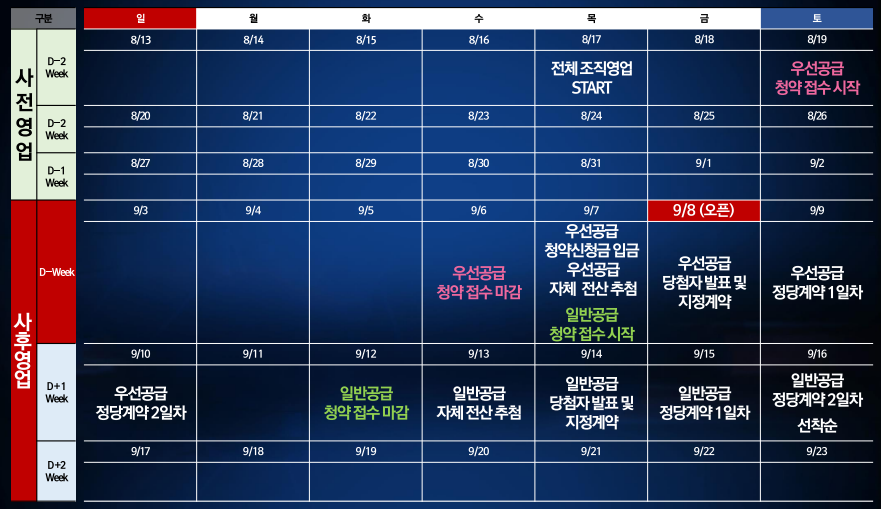 구분 일 월 화 수 목 금 토
사전영업
D-2
Week
8/13 8/14 8/15 8/16 8/17 8/18 8/19
전체 조직영업
START
우선공급
청약 접수 시작
D-2
Week
8/20 8/21 8/22 8/23 8/24 8/25 8/26
D-1
Week
8/27 8/28 8/29 8/30 8/31 9/1 9/2
사후영업
D-Week
9/3 9/4 9/5 9/6 9/7 9/8 (오픈) 9/9
우선공급
청약 접수 마감
우선공급
청약신청금 입금
우선공급
자체 전산 추첨
일반공급
청약 접수 시작
우선공급
당첨자 발표 및
지정계약
우선공급
정당계약 1일차
D+1
Week
9/10 9/11 9/12 9/13 9/14 9/15 9/16
우선공급
정당계약 2일차
일반공급
청약 접수 마감
일반공급
자체 전산 추첨
일반공급
당첨자 발표 및
지정계약
일반공급
정당계약 1일차
일반공급
정당계약 2일차
선착순
D+2
Week
9/17 9/18 9/19 9/20 9/21 9/22 9/23